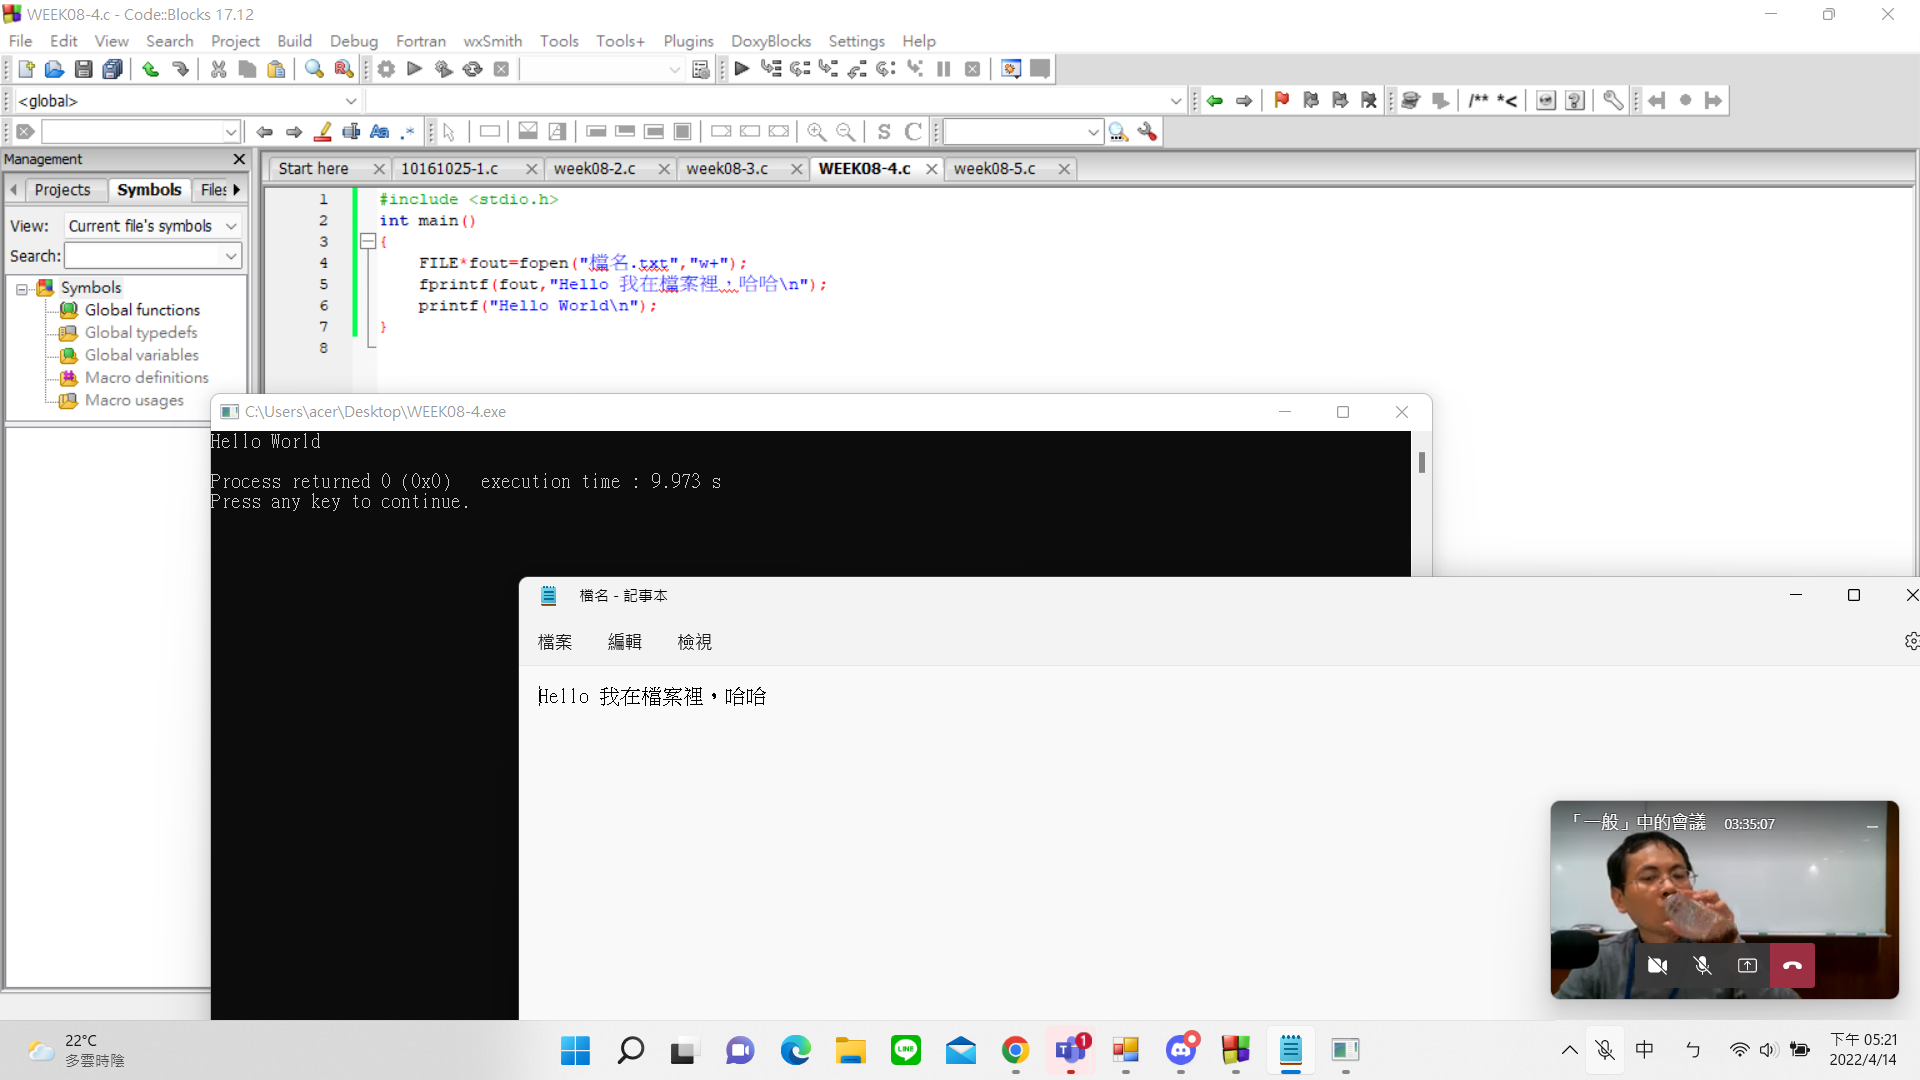 WEEK08-4.c - Code::Blocks 17.12
File Edit View Search Project Build Debug Fortran wxSmith Tools Tools+ Plugins DoxyBlocks Settings Help
<global>
/** *<
Aa .*
S C
Management
Projects Symbols Files
View: Current file's symbols
Search:
Symbols
Global functions
Global typedefs
Global variables
Macro definitions
Macro usages
Start here 10161025-1.c week08-2.c week08-3.c WEEK08-4.c week08-5.c
1 #include <stdio.h>
2 int main()
3 {
4 FILE*fout=fopen("檔名.txt","w+");
5 fprintf(fout,"Hello 我在檔案裡，哈哈\n");
6 printf("Hello World\n");
7 }
8
C:\Users\acer\Desktop\WEEK08-4.exe
Hello World
Process returned 0 (0x0) execution time : 9.973 s
Press any key to continue.
檔名 - 記事本
檔案 編輯 檢視
Hello 我在檔案裡，哈哈
「一般」中的會議 03:35:07
22°C
多雲時陰
LINE
1
中
ㄅ
下午 05:21
2022/4/14